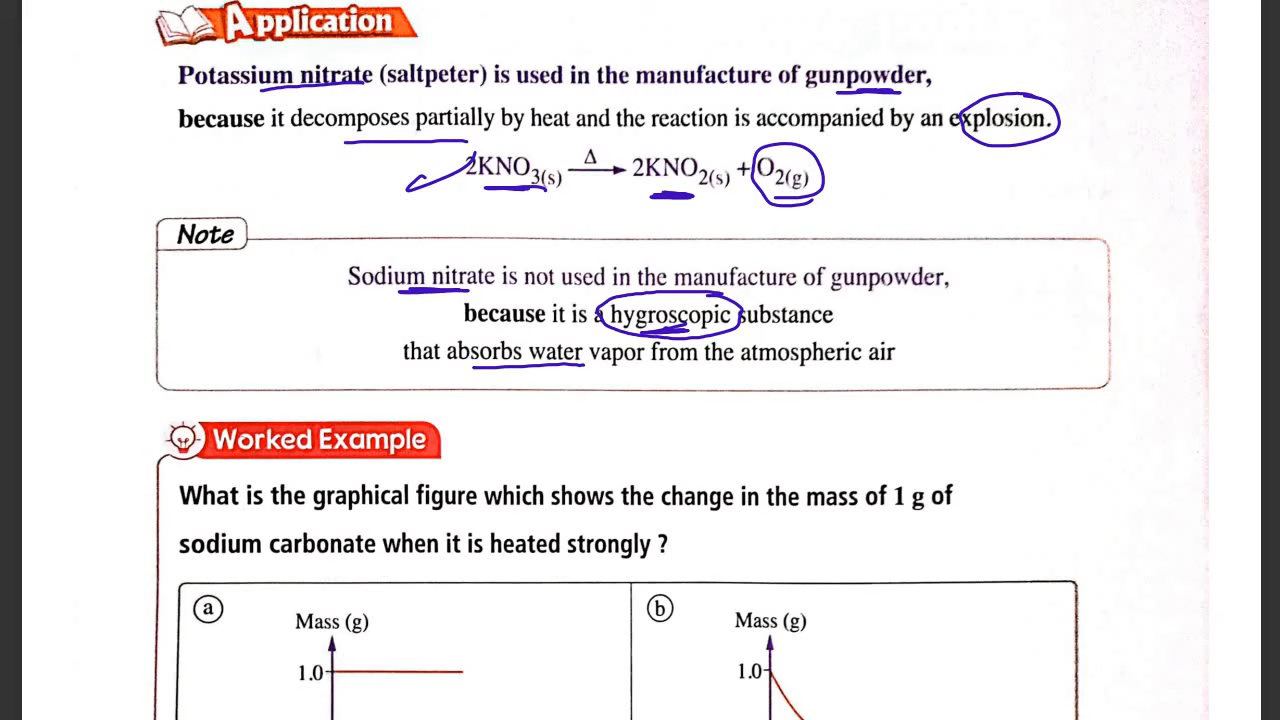 Application
Potassium nitrate (saltpeter) is used in the manufacture of gunpowder,
because it decomposes partially by heat and the reaction is accompanied by an explosion.
2KNO3(s) Δ→ 2KNO2(s) + O2(g)
Note
Sodium nitrate is not used in the manufacture of gunpowder,
because it is a hygroscopic substance
that absorbs water vapor from the atmospheric air
Worked Example
What is the graphical figure which shows the change in the mass of 1 g of
sodium carbonate when it is heated strongly ?
a
b
Mass (g)
Mass (g)
1.0
1.0